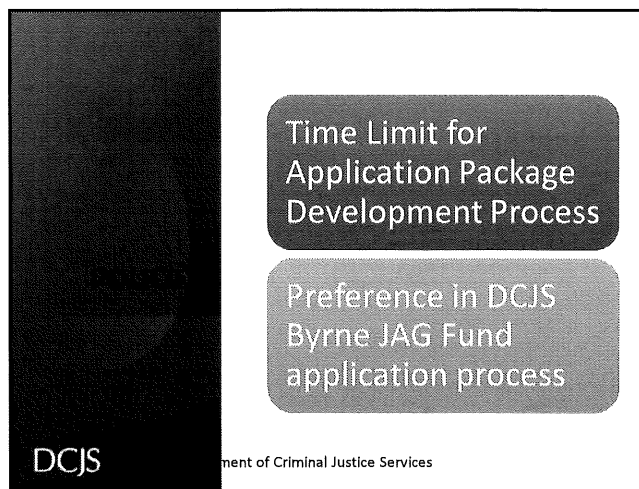 Time Limit for
Application Package
Development Process
Preference in DCJS
Byrne JAG Fund
application process
DCJS
ment of Criminal Justice Services